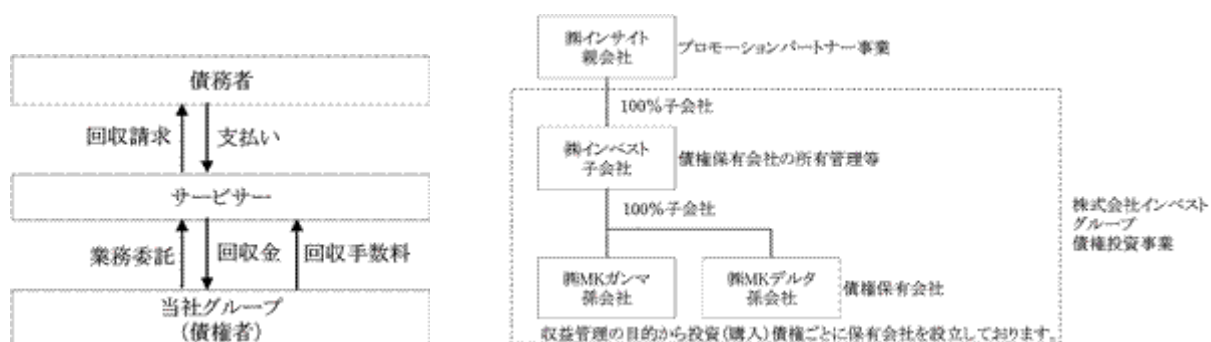 債務者
回収請求
支払い
サービサー
業務委託
回収金
回収手数料
当社グループ
(債権者)
㈱インサイト
親会社
プロモーションパートナー事業
100%子会社
㈱インベスト
子会社
債権保有会社の所有管理等
100%子会社
㈱MKガンマ
孫会社
㈱MKデルタ
孫会社
債権保有会社
収益管理の目的から投資(購入)債権ごとに保有会社を設立しております。
株式会社インベスト
グループ
債権投資事業